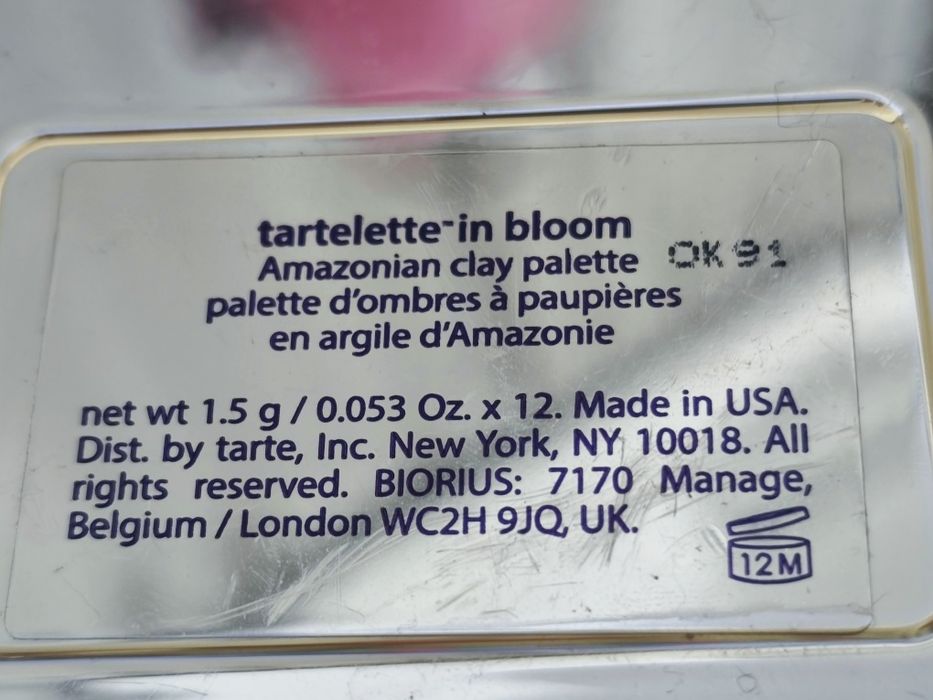 tartelette™in bloom
Amazonian clay palette
OK91
palette d'ombres à paupières
en argile d'Amazonie
net wt 1.5 g / 0.053 Oz. x 12. Made in USA.
Dist. by tarte, Inc. New York, NY 10018. All
rights reserved. BIORIUS: 7170 Manage,
Belgium / London WC2H 9JQ, UK.
12M